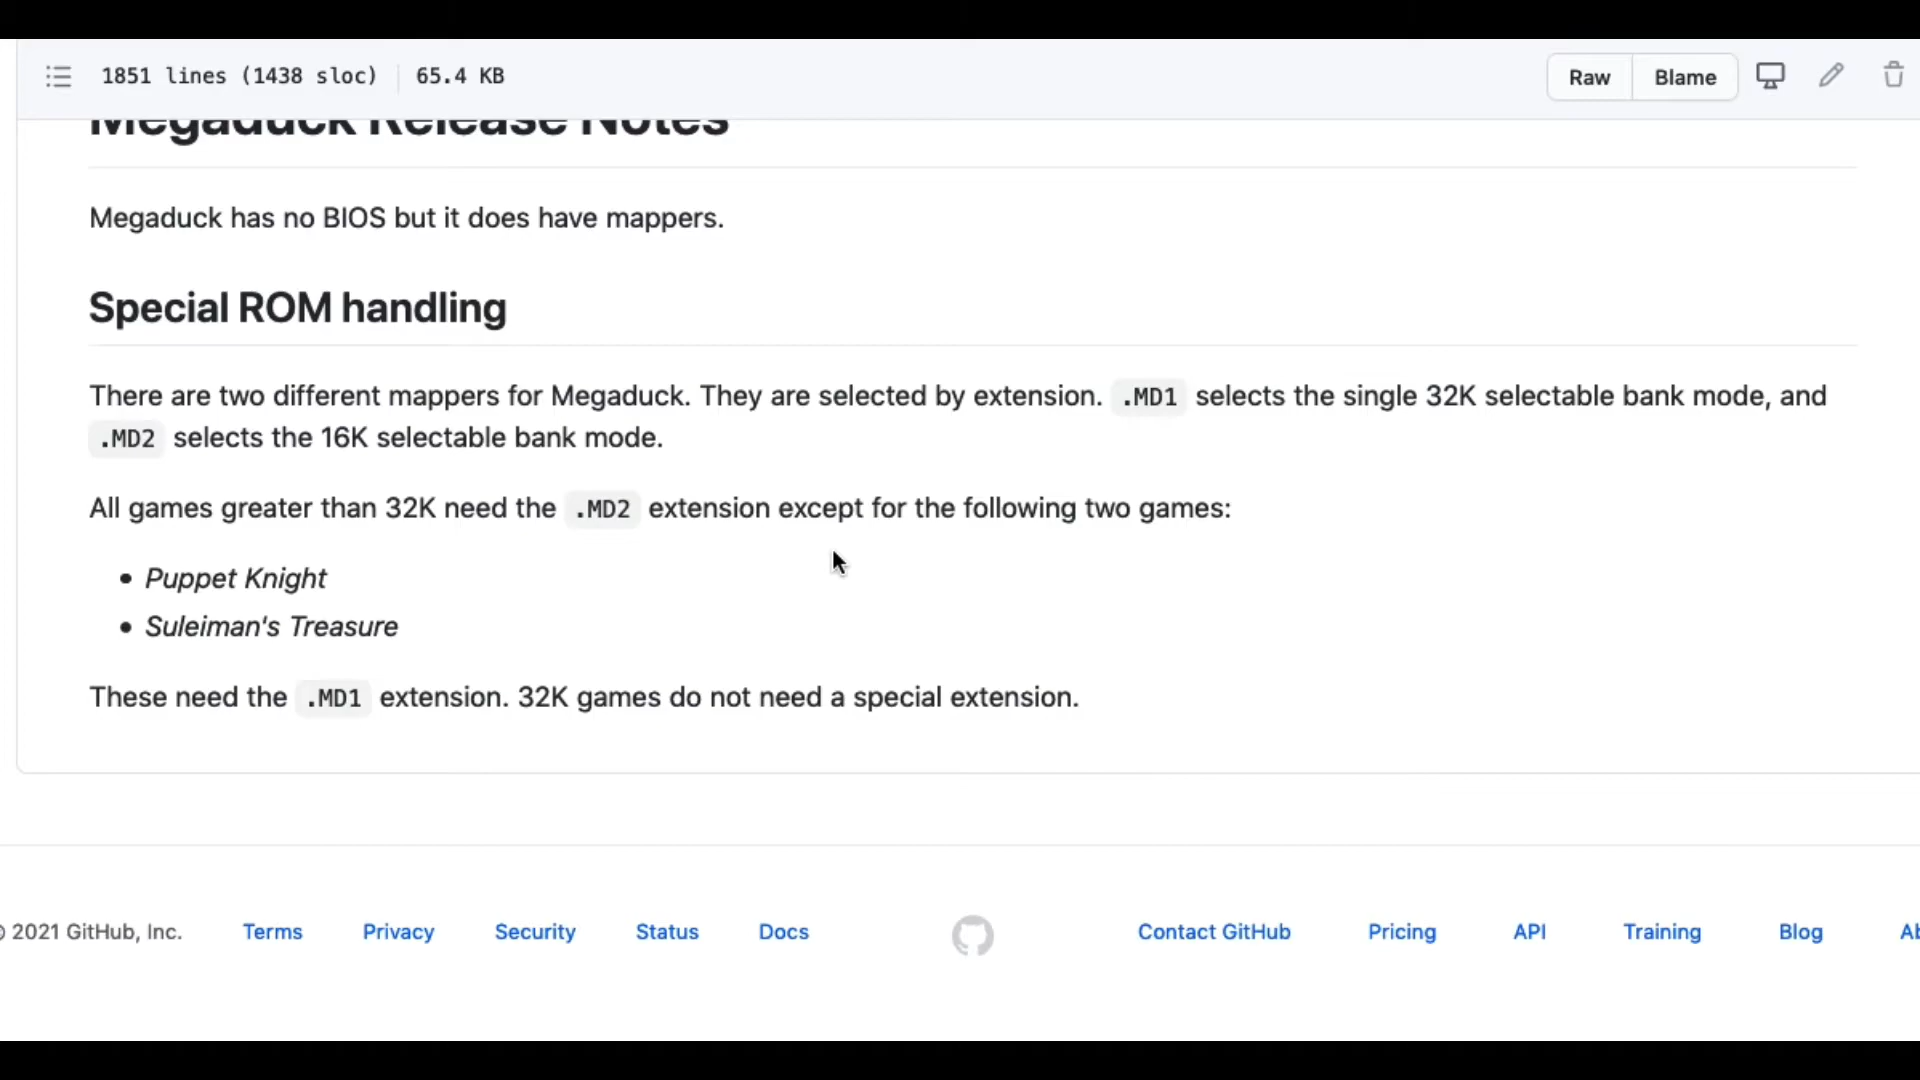 1851 lines (1438 sloc) 65.4 KB Raw Blame
Megaduck Release Notes
Megaduck has no BIOS but it does have mappers.
Special ROM handling
There are two different mappers for Megaduck. They are selected by extension. .MD1 selects the single 32K selectable bank mode, and
.MD2 selects the 16K selectable bank mode.
All games greater than 32K need the .MD2 extension except for the following two games:
• Puppet Knight
• Suleiman's Treasure
These need the .MD1 extension. 32K games do not need a special extension.
© 2021 GitHub, Inc. Terms Privacy Security Status Docs Contact GitHub Pricing API Training Blog